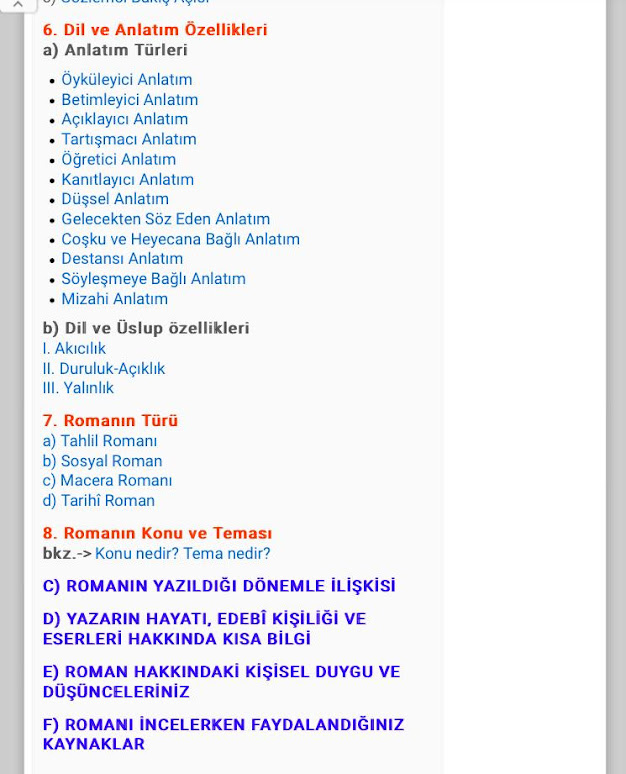 6. Dil ve Anlatım Özellikleri
a) Anlatım Türleri
• Öyküleyici Anlatım
• Betimleyici Anlatım
• Açıklayıcı Anlatım
• Tartışmacı Anlatım
• Öğretici Anlatım
• Kanıtlayıcı Anlatım
• Düşsel Anlatım
• Gelecekten Söz Eden Anlatım
• Coşku ve Heyecana Bağlı Anlatım
• Destansı Anlatım
• Söyleşmeye Bağlı Anlatım
• Mizahi Anlatım
b) Dil ve Üslup özellikleri
I. Akıcılık
II. Duruluk-Açıklık
III. Yalınlık
7. Romanın Türü
a) Tahlil Romanı
b) Sosyal Roman
c) Macera Romanı
d) Tarihî Roman
8. Romanın Konu ve Teması
bkz.-> Konu nedir? Tema nedir?
C) ROMANIN YAZILDIĞI DÖNEMLE İLİŞKİSİ
D) YAZARIN HAYATI, EDEBÎ KİŞİLİĞİ VE
ESERLERİ HAKKINDA KISA BİLGİ
E) ROMAN HAKKINDAKİ KİŞİSEL DUYGU VE
DÜŞÜNCELERİNİZ
F) ROMANI İNCELERKEN FAYDALANDIĞINIZ
KAYNAKLAR